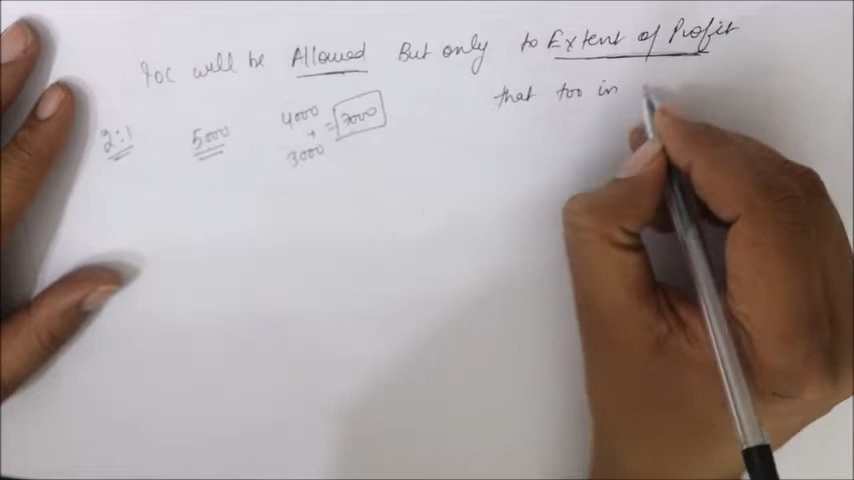 IOC will be Allowed But only to Extent of Profit
that too in
2:1 5000 4000 + 3000 = 7000